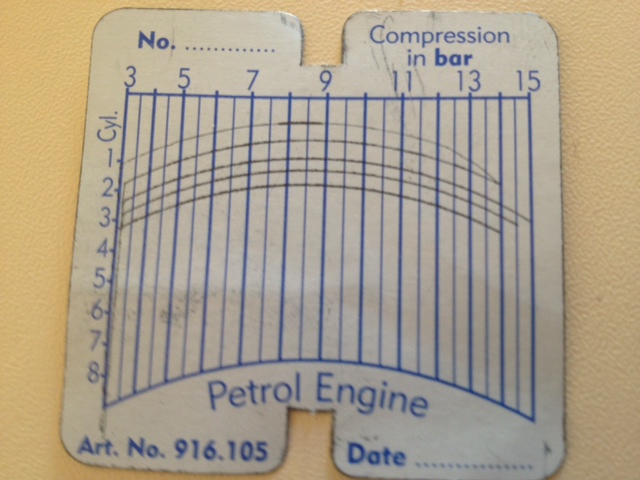 No. .............
Compression
in bar
3 5 7 9 11 13 15
Cyl.
1
2
3
4
5
6
7
8
Petrol Engine
Art. No. 916.105
Date ................